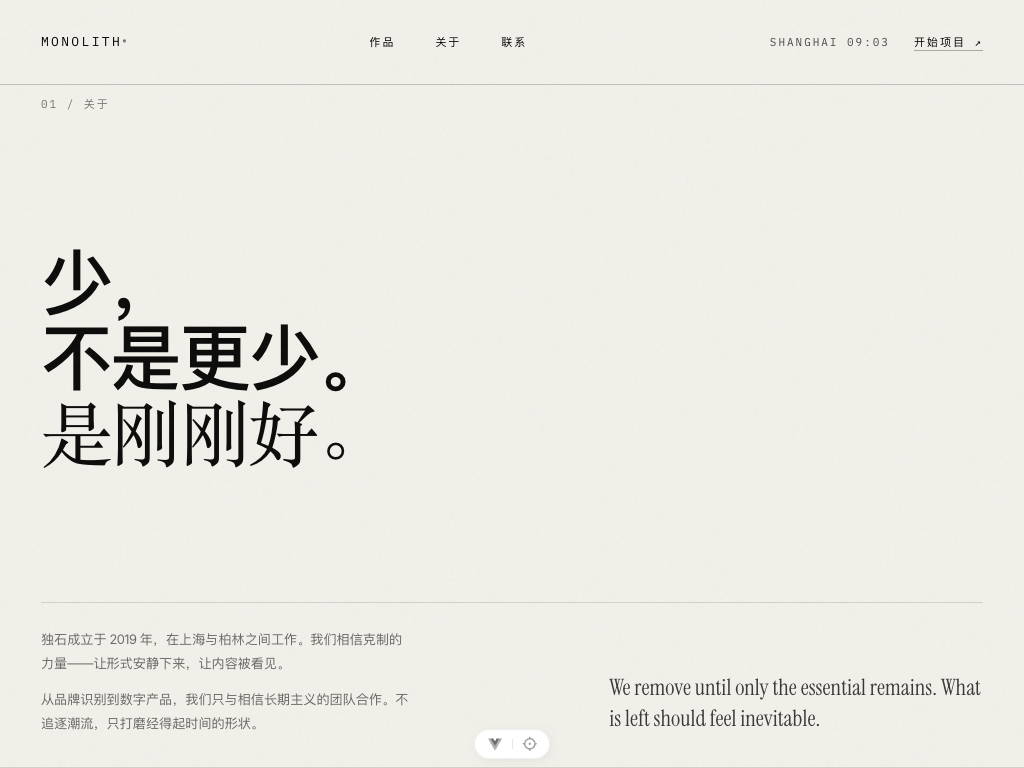 MONOLITH
作品
关于
联系
SHANGHAI 09:03
开始项目 ↗
01 / 关于
少，
不是更少。
是刚刚好。
独石成立于 2019 年，在上海与柏林之间工作。我们相信克制的
力量——让形式安静下来，让内容被看见。
从品牌识别到数字产品，我们只与相信长期主义的团队合作。不
追逐潮流，只打磨经得起时间的形状。
We remove until only the essential remains. What
is left should feel inevitable.